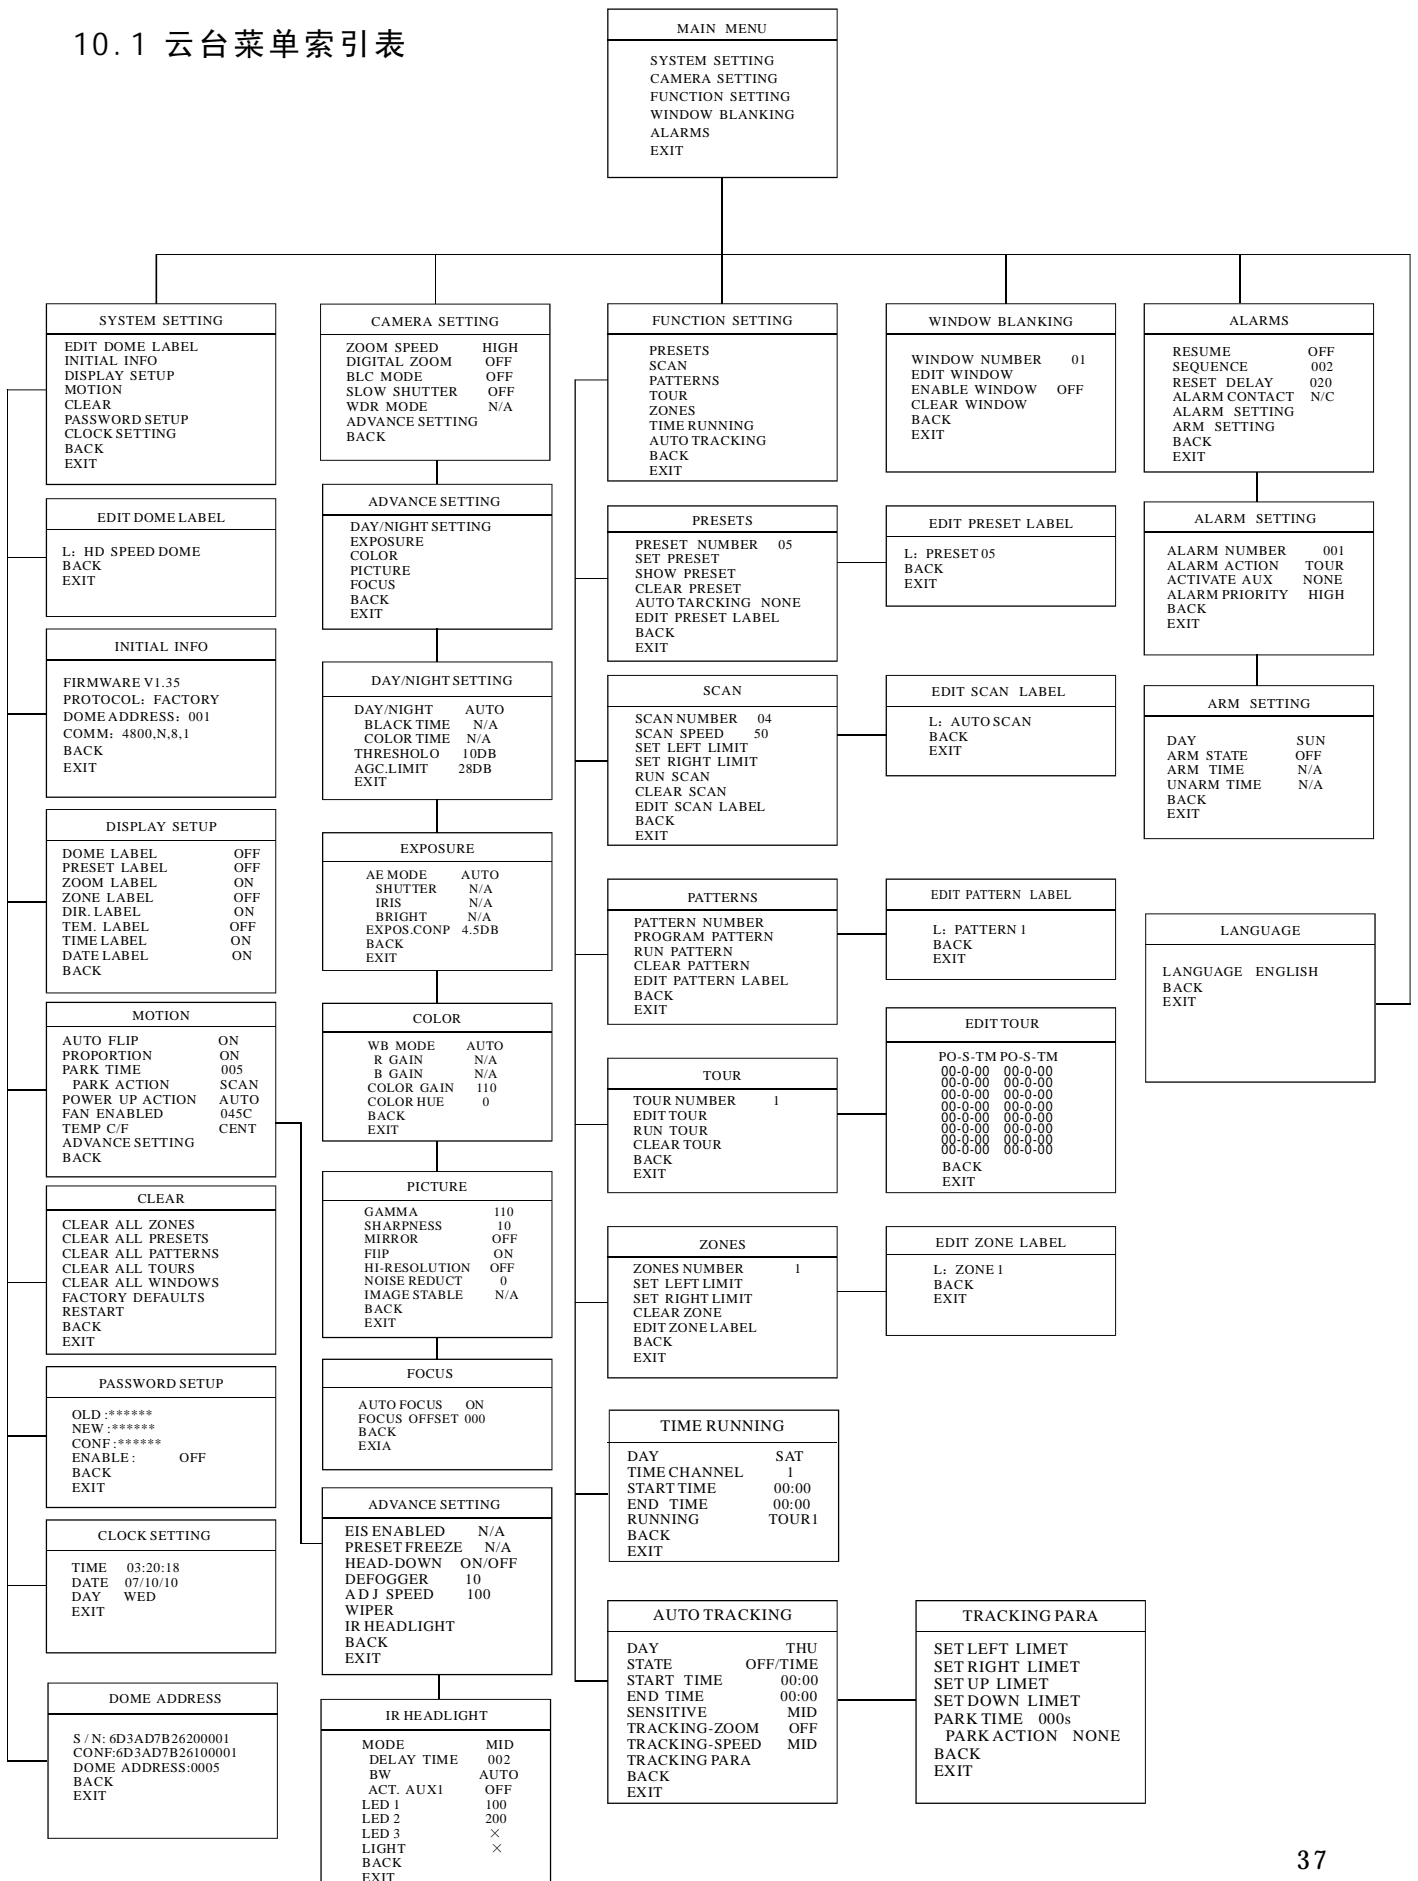 10.1 云台菜单索引表
MAIN MENU
SYSTEM SETTING
CAMERA SETTING
FUNCTION SETTING
WINDOW BLANKING
ALARMS
EXIT
SYSTEM SETTING
EDIT DOME LABEL
INITIAL INFO
DISPLAY SETUP
MOTION
CLEAR
PASSWORD SETUP
CLOCK SETTING
BACK
EXIT
EDIT DOME LABEL
L: HD SPEED DOME
BACK
EXIT
INITIAL INFO
FIRMWARE V1.35
PROTOCOL: FACTORY
DOME ADDRESS: 001
COMM: 4800,N,8,1
BACK
EXIT
DISPLAY SETUP
DOME LABEL OFF
PRESET LABEL OFF
ZOOM LABEL ON
ZONE LABEL OFF
DIR. LABEL ON
TEM. LABEL OFF
TIME LABEL ON
DATE LABEL ON
BACK
MOTION
AUTO FLIP ON
PROPORTION ON
PARK TIME 005
PARK ACTION SCAN
POWER UP ACTION AUTO
FAN ENABLED 045C
TEMP C/F CENT
ADVANCE SETTING
BACK
CLEAR
CLEAR ALL ZONES
CLEAR ALL PRESETS
CLEAR ALL PATTERNS
CLEAR ALL TOURS
CLEAR ALL WINDOWS
FACTORY DEFAULTS
RESTART
BACK
EXIT
PASSWORD SETUP
OLD :******
NEW :******
CONF :******
ENABLE : OFF
BACK
EXIT
CLOCK SETTING
TIME 03:20:18
DATE 07/10/10
DAY WED
EXIT
DOME ADDRESS
S / N: 6D3AD7B26200001
CONF:6D3AD7B26100001
DOME ADDRESS:0005
BACK
EXIT
CAMERA SETTING
ZOOM SPEED HIGH
DIGITAL ZOOM OFF
BLC MODE OFF
SLOW SHUTTER OFF
WDR MODE N/A
ADVANCE SETTING
BACK
ADVANCE SETTING
DAY/NIGHT SETTING
EXPOSURE
COLOR
PICTURE
FOCUS
BACK
EXIT
DAY/NIGHT SETTING
DAY/NIGHT AUTO
BLACK TIME N/A
COLOR TIME N/A
THRESHOLO 10DB
AGC.LIMIT 28DB
EXIT
EXPOSURE
AE MODE AUTO
SHUTTER N/A
IRIS N/A
BRIGHT N/A
EXPOS.CONP 4.5DB
BACK
EXIT
COLOR
WB MODE AUTO
R GAIN N/A
B GAIN N/A
COLOR GAIN 110
COLOR HUE 0
BACK
EXIT
PICTURE
GAMMA 110
SHARPNESS 10
MIRROR OFF
FIIP ON
HI-RESOLUTION OFF
NOISE REDUCT 0
IMAGE STABLE N/A
BACK
EXIT
FOCUS
AUTO FOCUS ON
FOCUS OFFSET 000
BACK
EXIA
ADVANCE SETTING
EIS ENABLED N/A
PRESET FREEZE N/A
HEAD-DOWN ON/OFF
DEFOGGER 10
A D J SPEED 100
WIPER
IR HEADLIGHT
BACK
EXIT
IR HEADLIGHT
MODE MID
DELAY TIME 002
BW AUTO
ACT. AUX1 OFF
LED 1 100
LED 2 200
LED 3 ×
LIGHT ×
BACK
EXIT
FUNCTION SETTING
PRESETS
SCAN
PATTERNS
TOUR
ZONES
TIME RUNNING
AUTO TRACKING
BACK
EXIT
PRESETS
PRESET NUMBER 05
SET PRESET
SHOW PRESET
CLEAR PRESET
AUTO TARCKING NONE
EDIT PRESET LABEL
BACK
EXIT
SCAN
SCAN NUMBER 04
SCAN SPEED 50
SET LEFT LIMIT
SET RIGHT LIMIT
RUN SCAN
CLEAR SCAN
EDIT SCAN LABEL
BACK
EXIT
PATTERNS
PATTERN NUMBER
PROGRAM PATTERN
RUN PATTERN
CLEAR PATTERN
EDIT PATTERN LABEL
BACK
EXIT
TOUR
TOUR NUMBER 1
EDIT TOUR
RUN TOUR
CLEAR TOUR
BACK
EXIT
ZONES
ZONES NUMBER 1
SET LEFT LIMIT
SET RIGHT LIMIT
CLEAR ZONE
EDIT ZONE LABEL
BACK
EXIT
TIME RUNNING
DAY SAT
TIME CHANNEL 1
START TIME 00:00
END TIME 00:00
RUNNING TOUR1
BACK
EXIT
AUTO TRACKING
DAY THU
STATE OFF/TIME
START TIME 00:00
END TIME 00:00
SENSITIVE MID
TRACKING-ZOOM OFF
TRACKING-SPEED MID
TRACKING PARA
BACK
EXIT
WINDOW BLANKING
WINDOW NUMBER 01
EDIT WINDOW
ENABLE WINDOW OFF
CLEAR WINDOW
BACK
EXIT
EDIT PRESET LABEL
L: PRESET 05
BACK
EXIT
EDIT SCAN LABEL
L: AUTO SCAN
BACK
EXIT
EDIT PATTERN LABEL
L: PATTERN 1
BACK
EXIT
EDIT TOUR
PO-S-TM PO-S-TM
00-0-00 00-0-00
00-0-00 00-0-00
00-0-00 00-0-00
00-0-00 00-0-00
00-0-00 00-0-00
00-0-00 00-0-00
00-0-00 00-0-00
00-0-00 00-0-00
BACK
EXIT
EDIT ZONE LABEL
L: ZONE 1
BACK
EXIT
TRACKING PARA
SET LEFT LIMET
SET RIGHT LIMET
SET UP LIMET
SET DOWN LIMET
PARK TIME 000s
PARK ACTION NONE
BACK
EXIT
ALARMS
RESUME OFF
SEQUENCE 002
RESET DELAY 020
ALARM CONTACT N/C
ALARM SETTING
ARM SETTING
BACK
EXIT
ALARM SETTING
ALARM NUMBER 001
ALARM ACTION TOUR
ACTIVATE AUX NONE
ALARM PRIORITY HIGH
BACK
EXIT
ARM SETTING
DAY SUN
ARM STATE OFF
ARM TIME N/A
UNARM TIME N/A
BACK
EXIT
LANGUAGE
LANGUAGE ENGLISH
BACK
EXIT
37